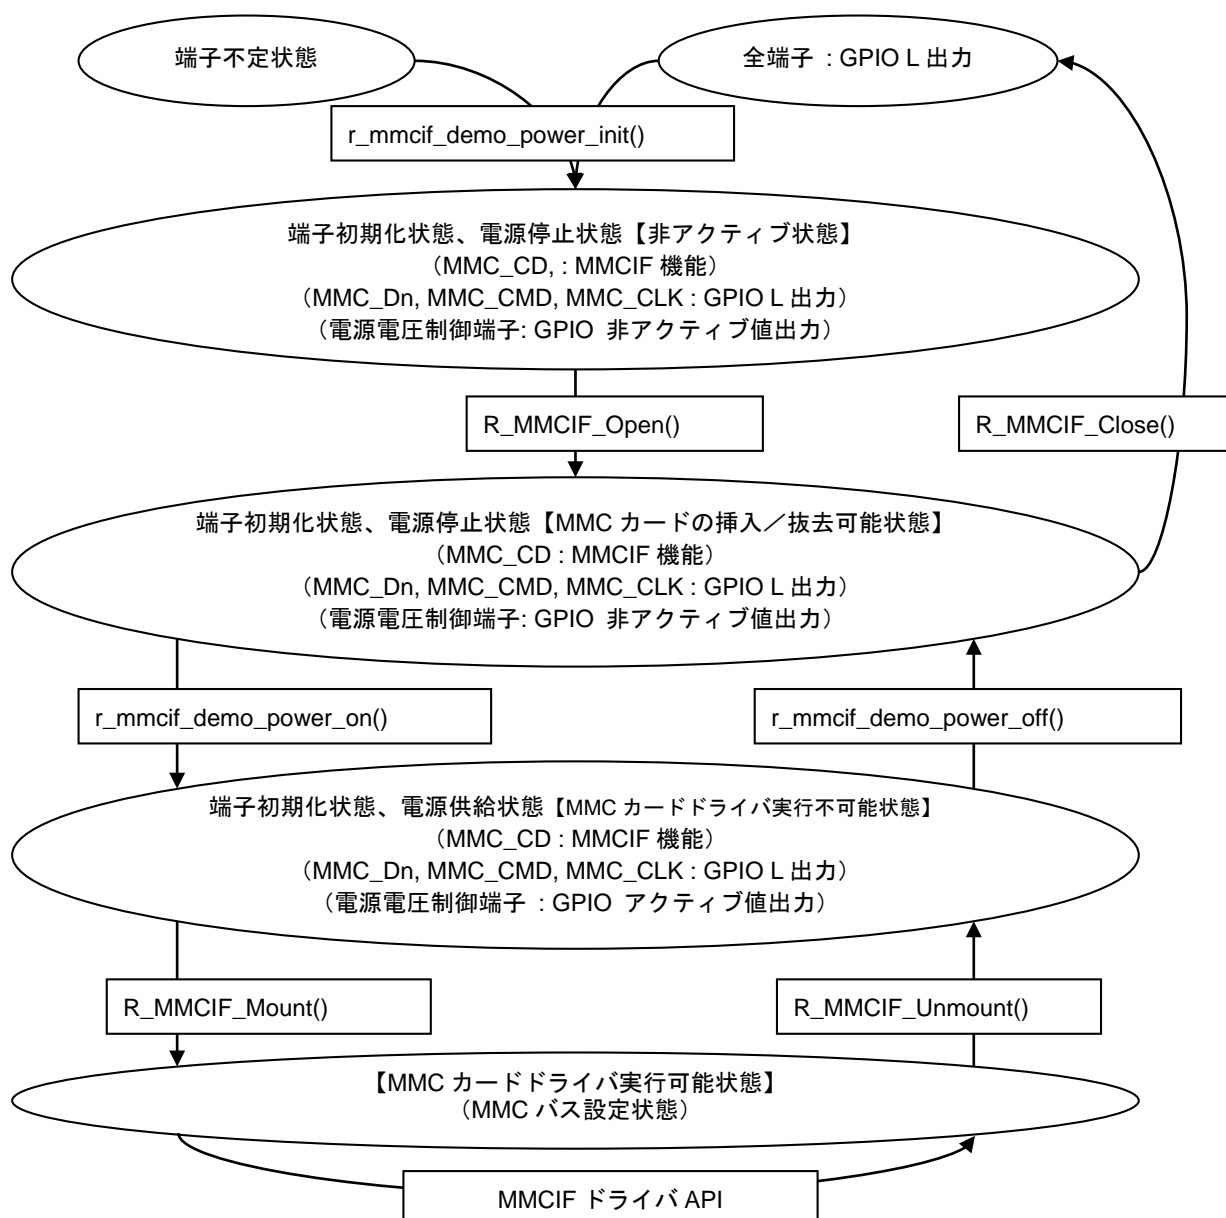 端子不定状態
全端子 : GPIO L 出力
r_mmcif_demo_power_init()
端子初期化状態、電源停止状態【非アクティブ状態】
（MMC_CD, : MMCIF 機能）
（MMC_Dn, MMC_CMD, MMC_CLK : GPIO L 出力）
（電源電圧制御端子: GPIO 非アクティブ値出力）
R_MMCIF_Open()
R_MMCIF_Close()
端子初期化状態、電源停止状態【MMC カードの挿入／抜去可能状態】
（MMC_CD : MMCIF 機能）
（MMC_Dn, MMC_CMD, MMC_CLK : GPIO L 出力）
（電源電圧制御端子: GPIO 非アクティブ値出力）
r_mmcif_demo_power_on()
r_mmcif_demo_power_off()
端子初期化状態、電源供給状態【MMC カードドライバ実行不可能状態】
（MMC_CD : MMCIF 機能）
（MMC_Dn, MMC_CMD, MMC_CLK : GPIO L 出力）
（電源電圧制御端子 : GPIO アクティブ値出力）
R_MMCIF_Mount()
R_MMCIF_Unmount()
【MMC カードドライバ実行可能状態】
（MMC バス設定状態）
MMCIF ドライバ API